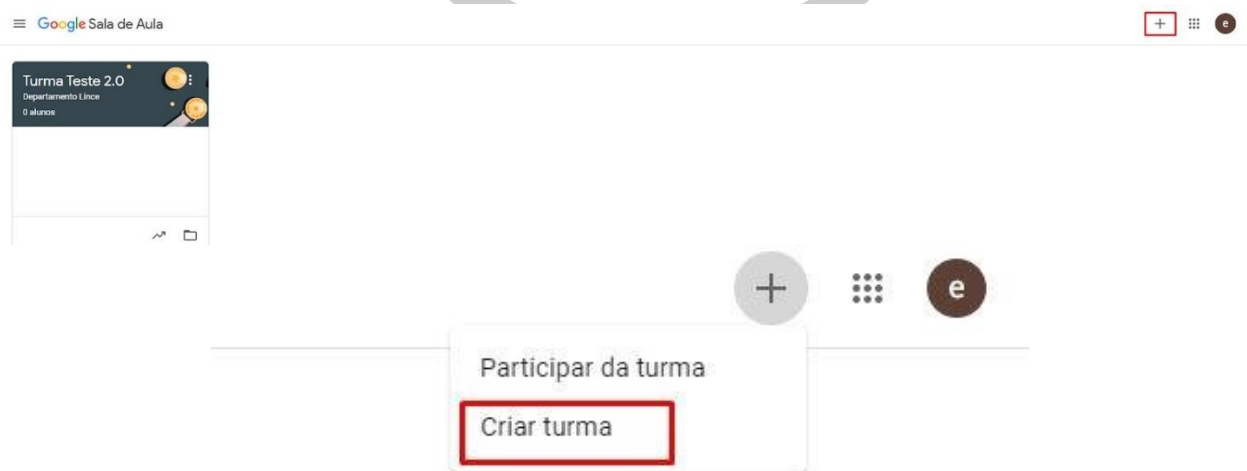 Google Sala de Aula
e
Turma Teste 2.0
Departamento Lince
0 alunos
e
Participar da turma
Criar turma